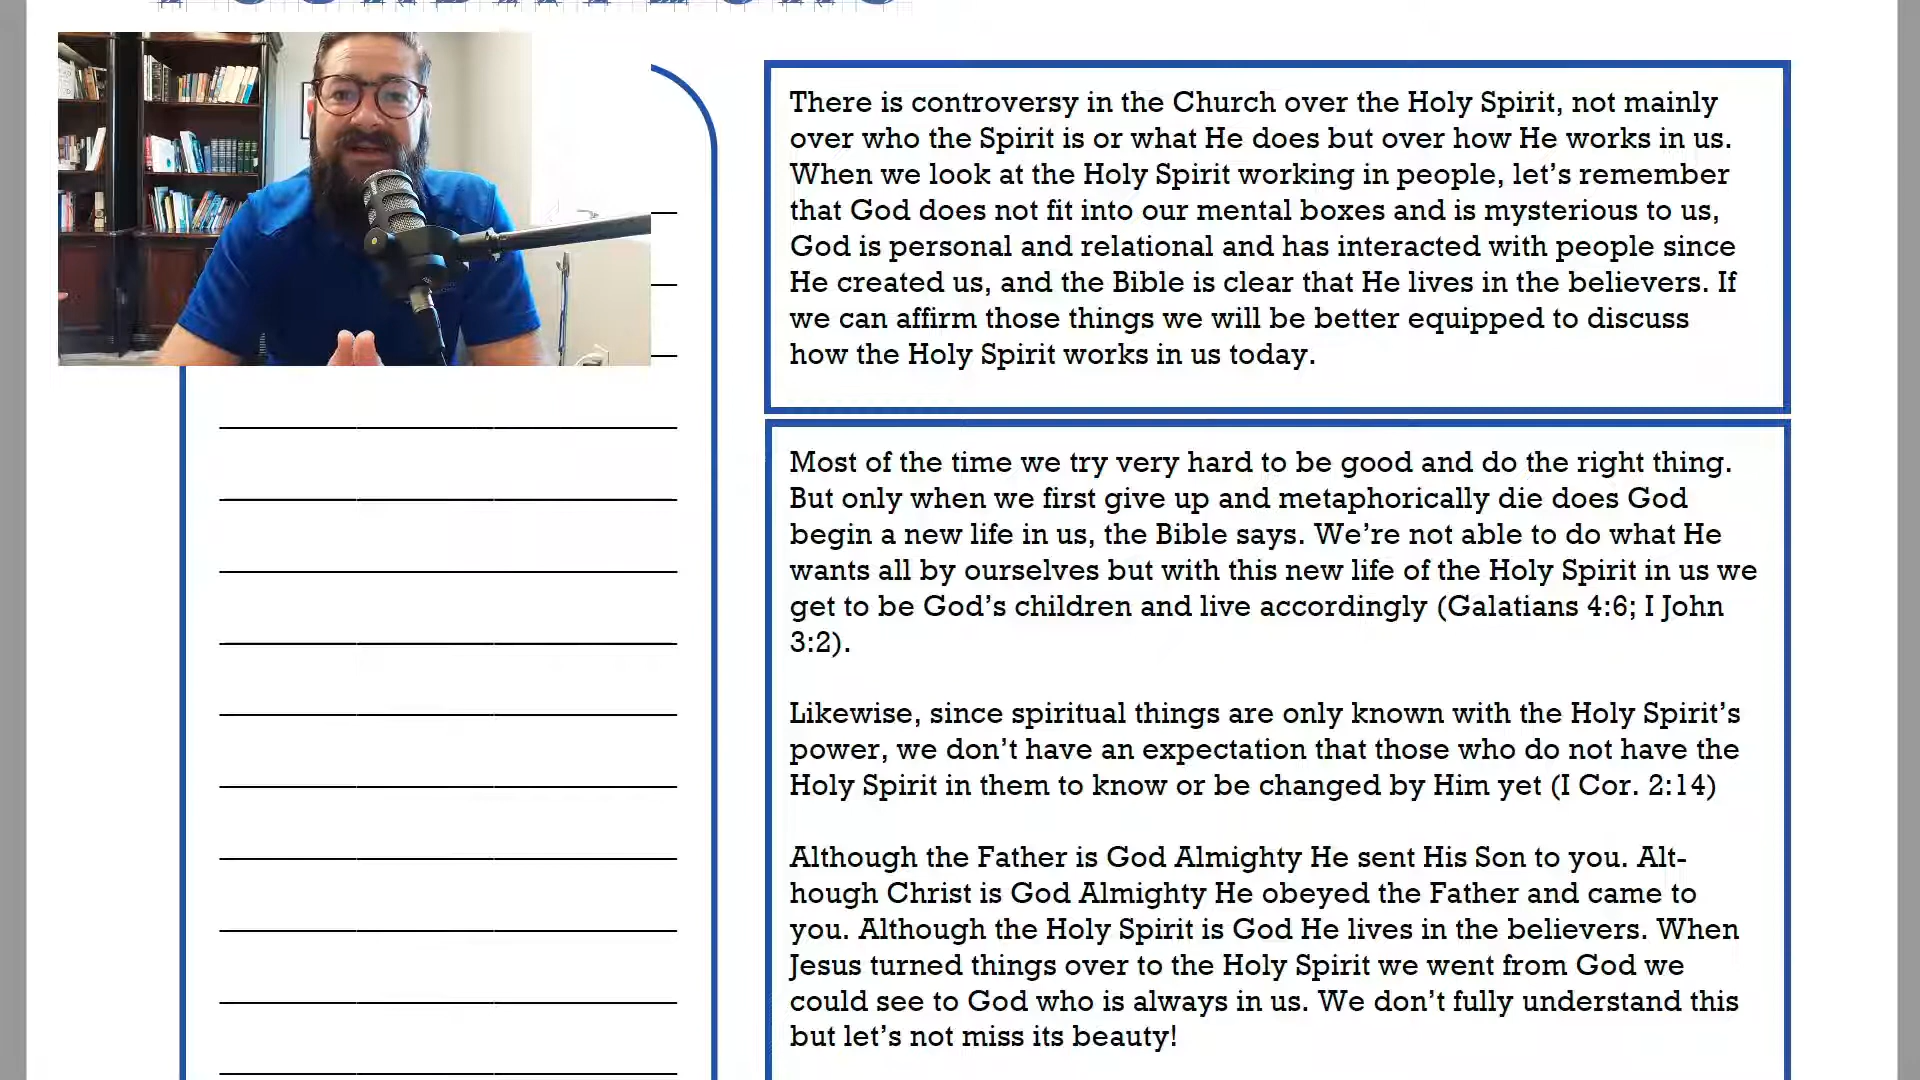 There is controversy in the Church over the Holy Spirit, not mainly
over who the Spirit is or what He does but over how He works in us.
When we look at the Holy Spirit working in people, let’s remember
that God does not fit into our mental boxes and is mysterious to us,
God is personal and relational and has interacted with people since
He created us, and the Bible is clear that He lives in the believers. If
we can affirm those things we will be better equipped to discuss
how the Holy Spirit works in us today.
Most of the time we try very hard to be good and do the right thing.
But only when we first give up and metaphorically die does God
begin a new life in us, the Bible says. We’re not able to do what He
wants all by ourselves but with this new life of the Holy Spirit in us we
get to be God’s children and live accordingly (Galatians 4:6; I John
3:2).
Likewise, since spiritual things are only known with the Holy Spirit’s
power, we don’t have an expectation that those who do not have the
Holy Spirit in them to know or be changed by Him yet (I Cor. 2:14)
Although the Father is God Almighty He sent His Son to you. Alt-
hough Christ is God Almighty He obeyed the Father and came to
you. Although the Holy Spirit is God He lives in the believers. When
Jesus turned things over to the Holy Spirit we went from God we
could see to God who is always in us. We don’t fully understand this
but let’s not miss its beauty!